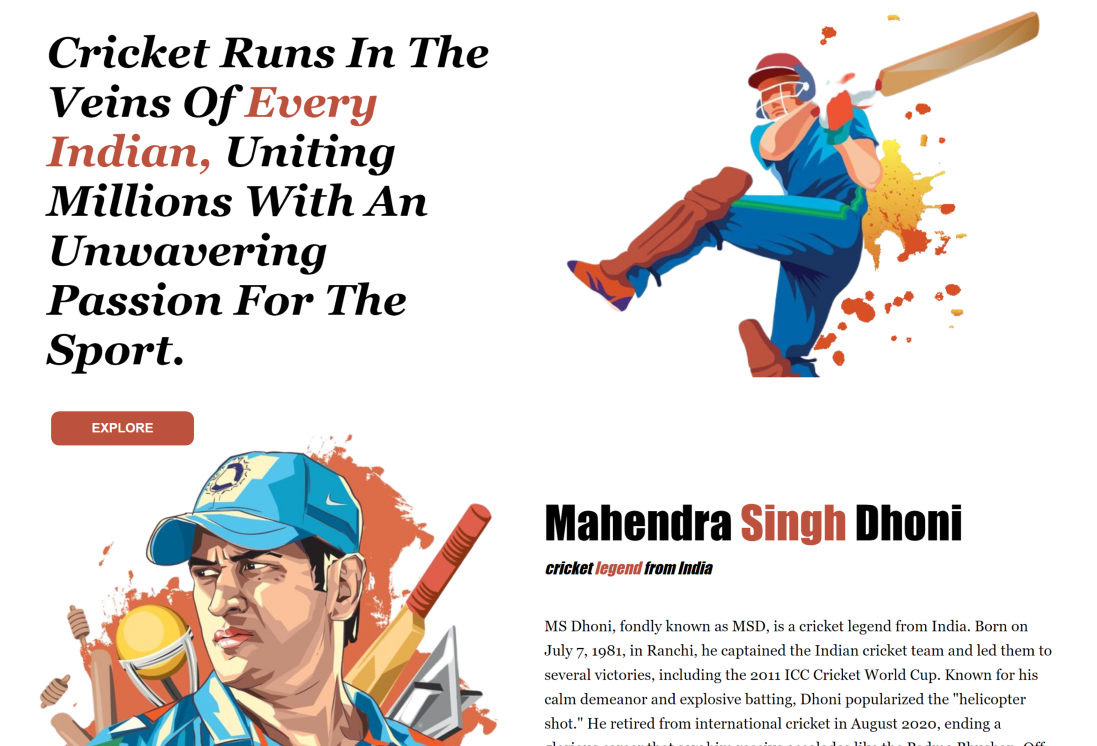 Cricket Runs In The
Veins Of Every
Indian, Uniting
Millions With An
Unwavering
Passion For The
Sport.
EXPLORE
Mahendra Singh Dhoni
cricket legend from India
MS Dhoni, fondly known as MSD, is a cricket legend from India. Born on
July 7, 1981, in Ranchi, he captained the Indian cricket team and led them to
several victories, including the 2011 ICC Cricket World Cup. Known for his
calm demeanor and explosive batting, Dhoni popularized the "helicopter
shot." He retired from international cricket in August 2020, ending a